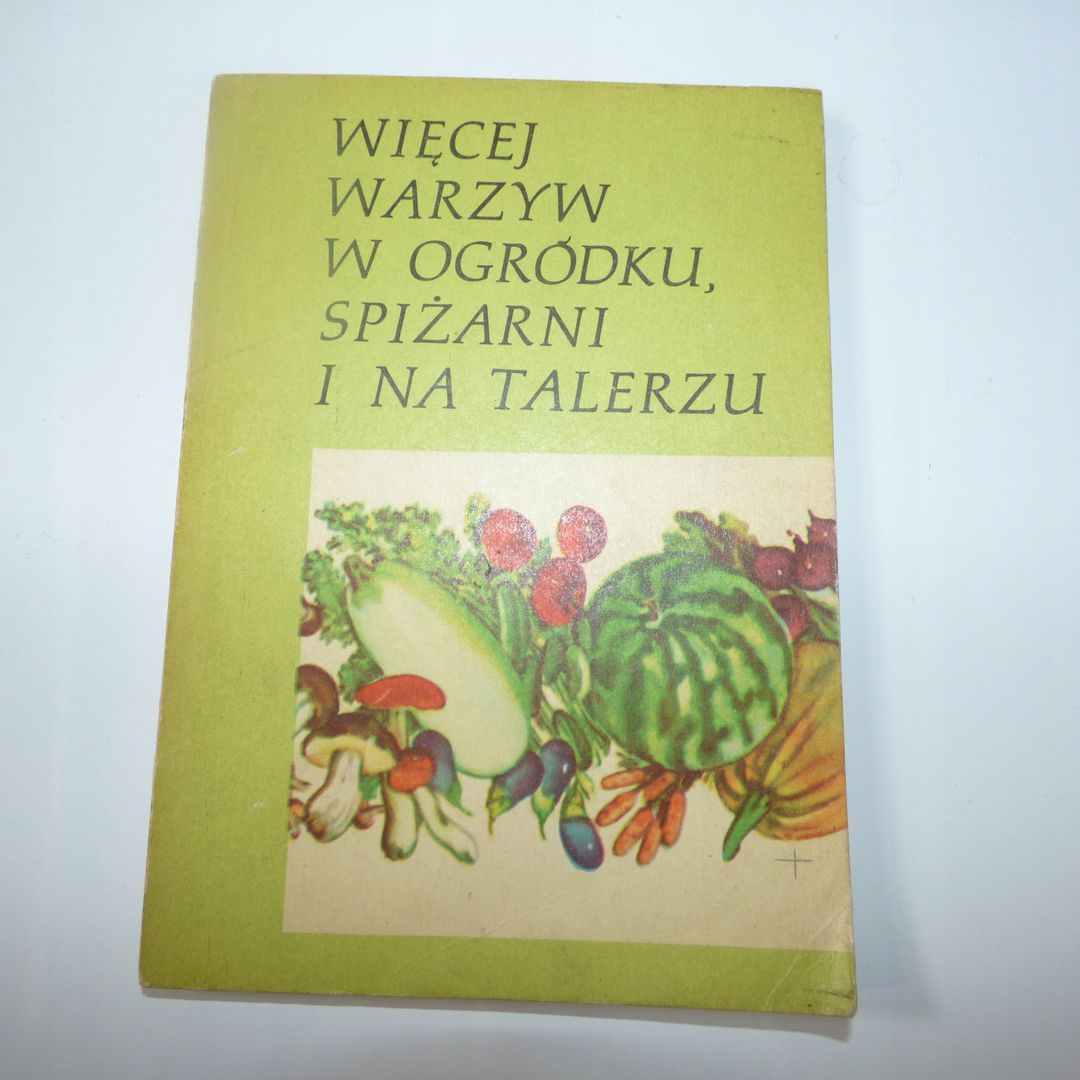 WIĘCEJ
WARZYW
W OGRÓDKU,
SPIŻARNI
I NA TALERZU